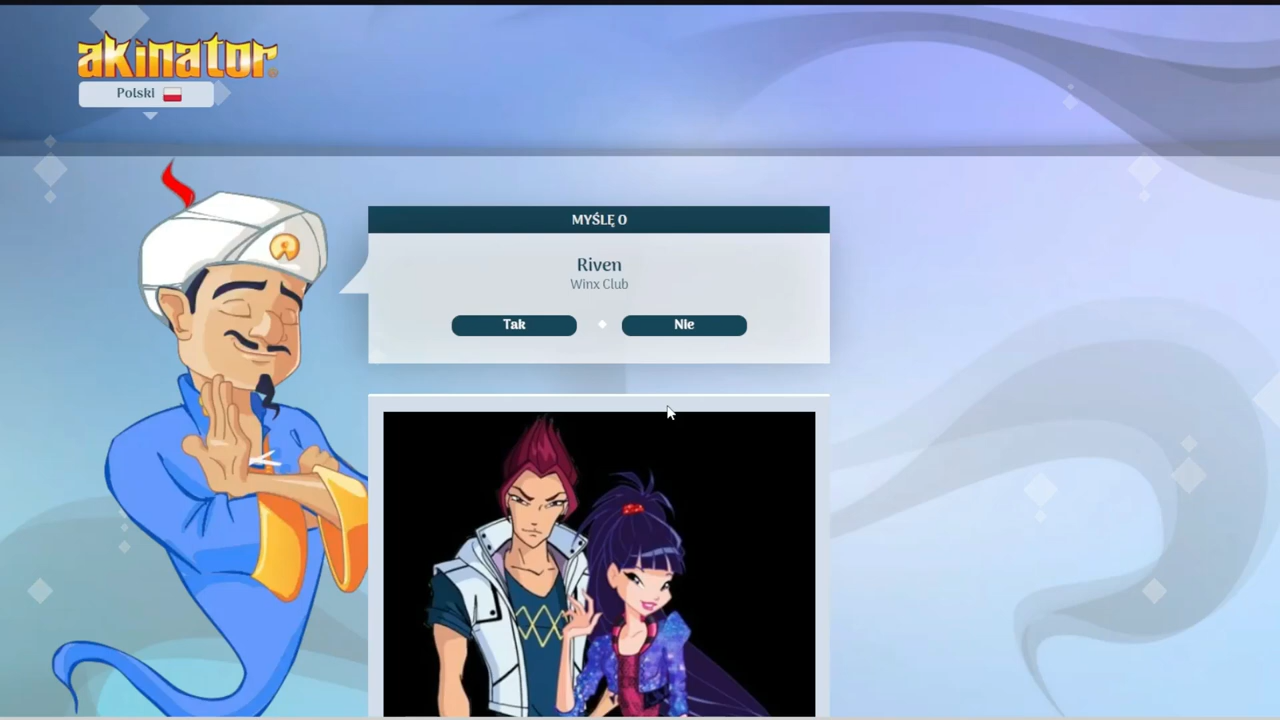 akinator
Polski
MYŚLĘ O
Riven
Winx Club
Tak
Nie